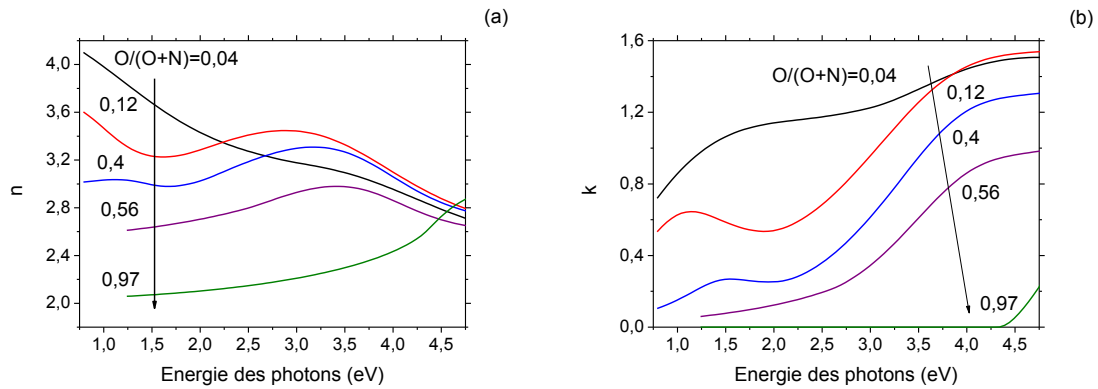 (a)
O/(O+N)=0,04
0,12
0,4
0,56
0,97
n
4,0
3,6
3,2
2,8
2,4
2,0
1,0 1,5 2,0 2,5 3,0 3,5 4,0 4,5
Energie des photons (eV)
(b)
O/(O+N)=0,04
0,12
0,4
0,56
0,97
k
1,6
1,2
0,8
0,4
0,0
1,0 1,5 2,0 2,5 3,0 3,5 4,0 4,5
Energie des photons (eV)